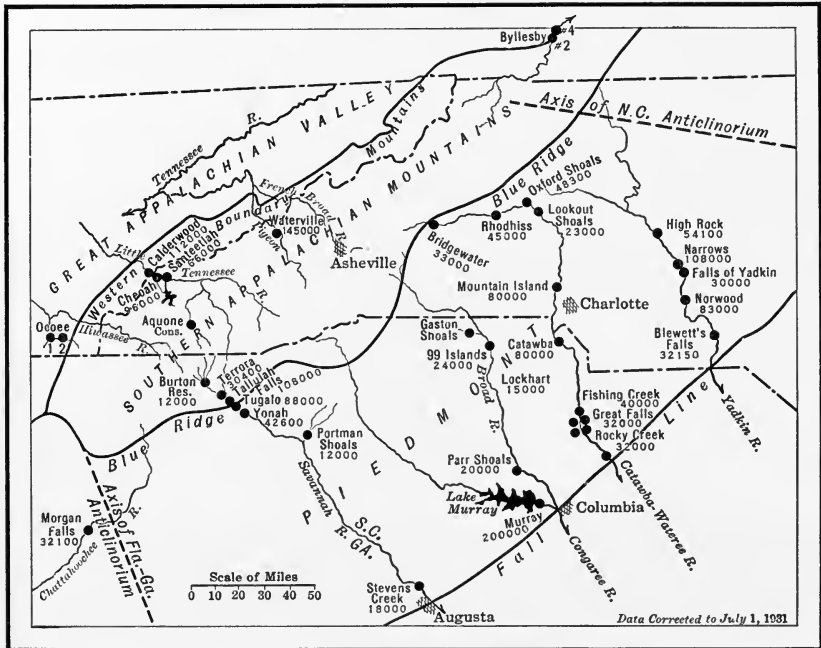 Byllesby
#4
#2
Axis of N.C. Anticlinorium
GREAT APPALACHIAN VALLEY
Tennessee R.
Western Boundary Mountains
SOUTHERN APPALACHIAN MOUNTAINS
French Broad R.
Pigeon
Waterville
145000
Asheville
Little Tennessee R.
Calderwood
Santeetlah
66000
Cheoah
96000
Aquone
Cons.
Ocoee
1 2
Hiwassee
R.
Burton
Res.
12000
Terrora
30400
Tallulah
Falls 108000
Tugalo 88000
Yonah
42600
Blue Ridge
Blue Ridge
Oxford Shoals
48300
Lookout
Shoals
23000
Rhodhiss
45000
Bridgewater
33000
Mountain Island
80000
Charlotte
High Rock
54100
Narrows
108000
Falls of Yadkin
30000
Norwood
83000
Blewett's
Falls
32150
Yadkin R.
Gaston
Shoals
99 Islands
24000
Broad R.
Catawba
80000
Lockhart
15000
Fishing Creek
40000
Great Falls
32000
Rocky Creek
32000
Catawba-Wateree R.
PIEDMONT
Portman
Shoals
12000
Parr Shoals
20000
Lake
Murray
Murray
200000
Columbia
Congaree R.
Fall Line
Savannah R.
S.C.
GA.
Stevens
Creek
18000
Augusta
Morgan
Falls
32100
Chattahoochee R.
Axis of Fla.-Ga.
Anticlinorium
Scale of Miles
0 10 20 30 40 50
Data Corrected to July 1, 1931